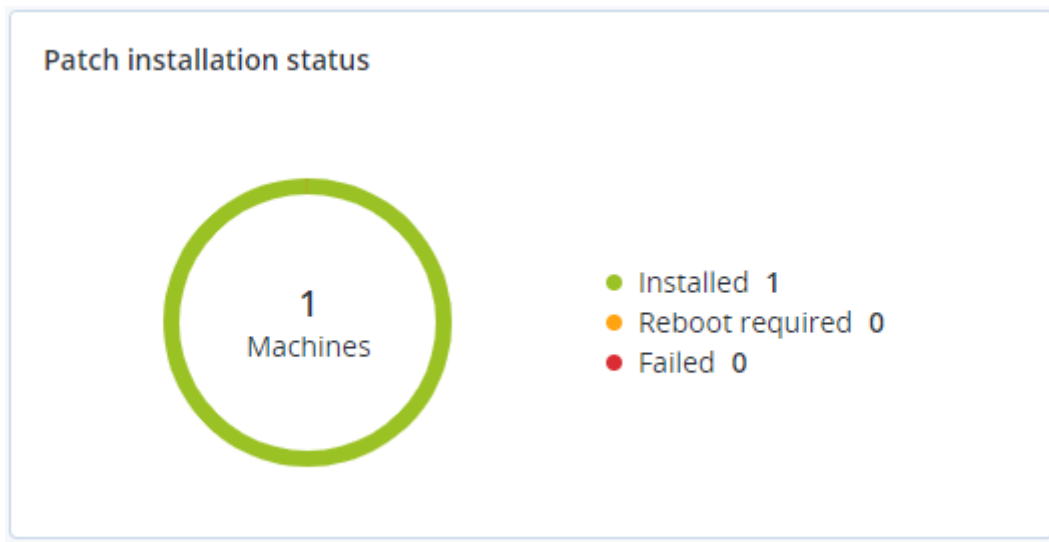 Patch installation status
1
Machines
Installed 1
Reboot required 0
Failed 0